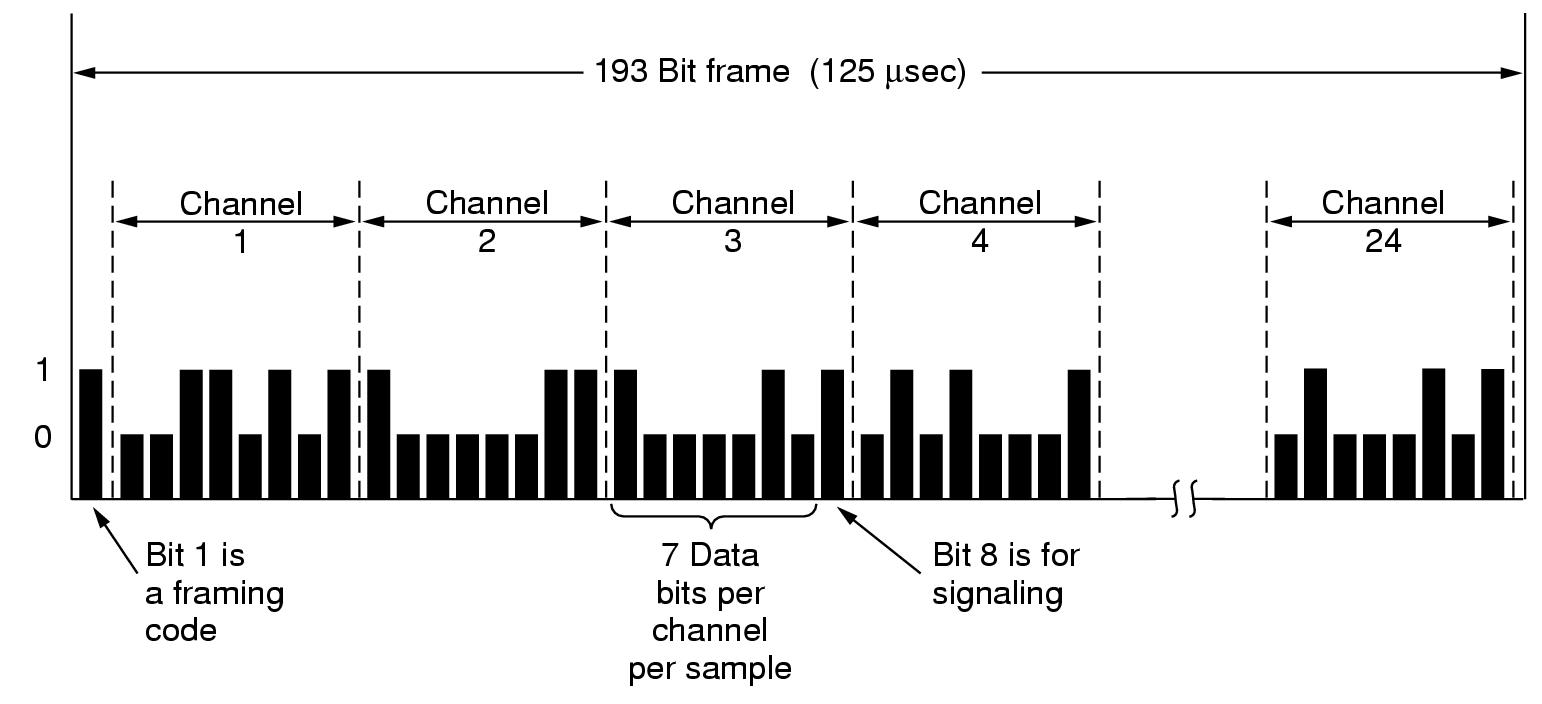 193 Bit frame (125 μsec)
Channel
1
Channel
2
Channel
3
Channel
4
Channel
24
1
0
Bit 1 is
a framing
code
7 Data
bits per
channel
per sample
Bit 8 is for
signaling